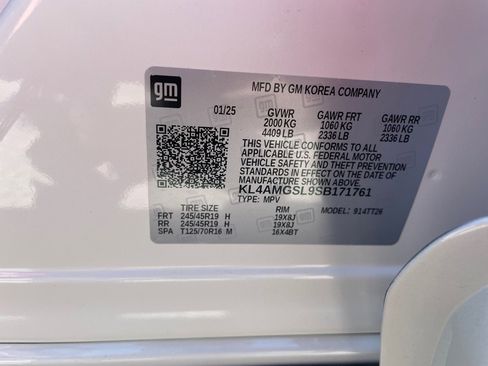 gm
MFD BY GM KOREA COMPANY
01/25 GVWR GAWR FRT GAWR RR
2000 KG 1060 KG 1060 KG
4409 LB 2336 LB 2336 LB
THIS VEHICLE CONFORMS TO ALL
APPLICABLE U.S. FEDERAL MOTOR
VEHICLE SAFETY AND THEFT PREVENTION
STANDARDS IN EFFECT ON THE DATE OF
MANUFACTURE SHOWN ABOVE.
KL4AMGSL9SB171761
TYPE: MPV MODEL: 914TT26
TIRE SIZE RIM
FRT 245/45R19 H 19X8J
RR 245/45R19 H 19X8J
SPA T125/70R16 M 16X4BT